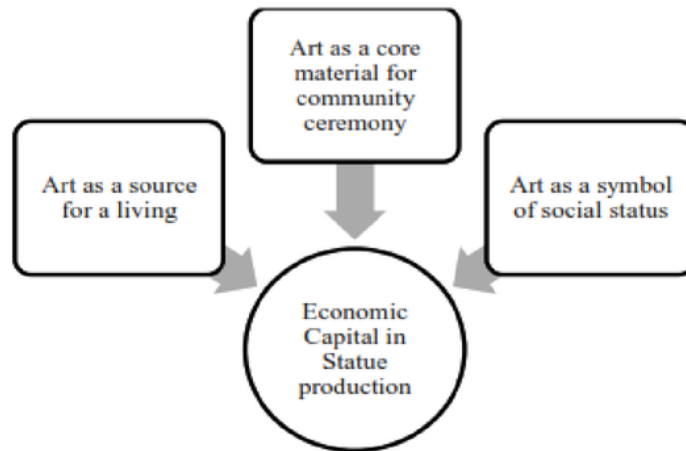 Art as a core
material for
community
ceremony
Art as a source
for a living
Art as a symbol
of social status
Economic
Capital in
Statue
production